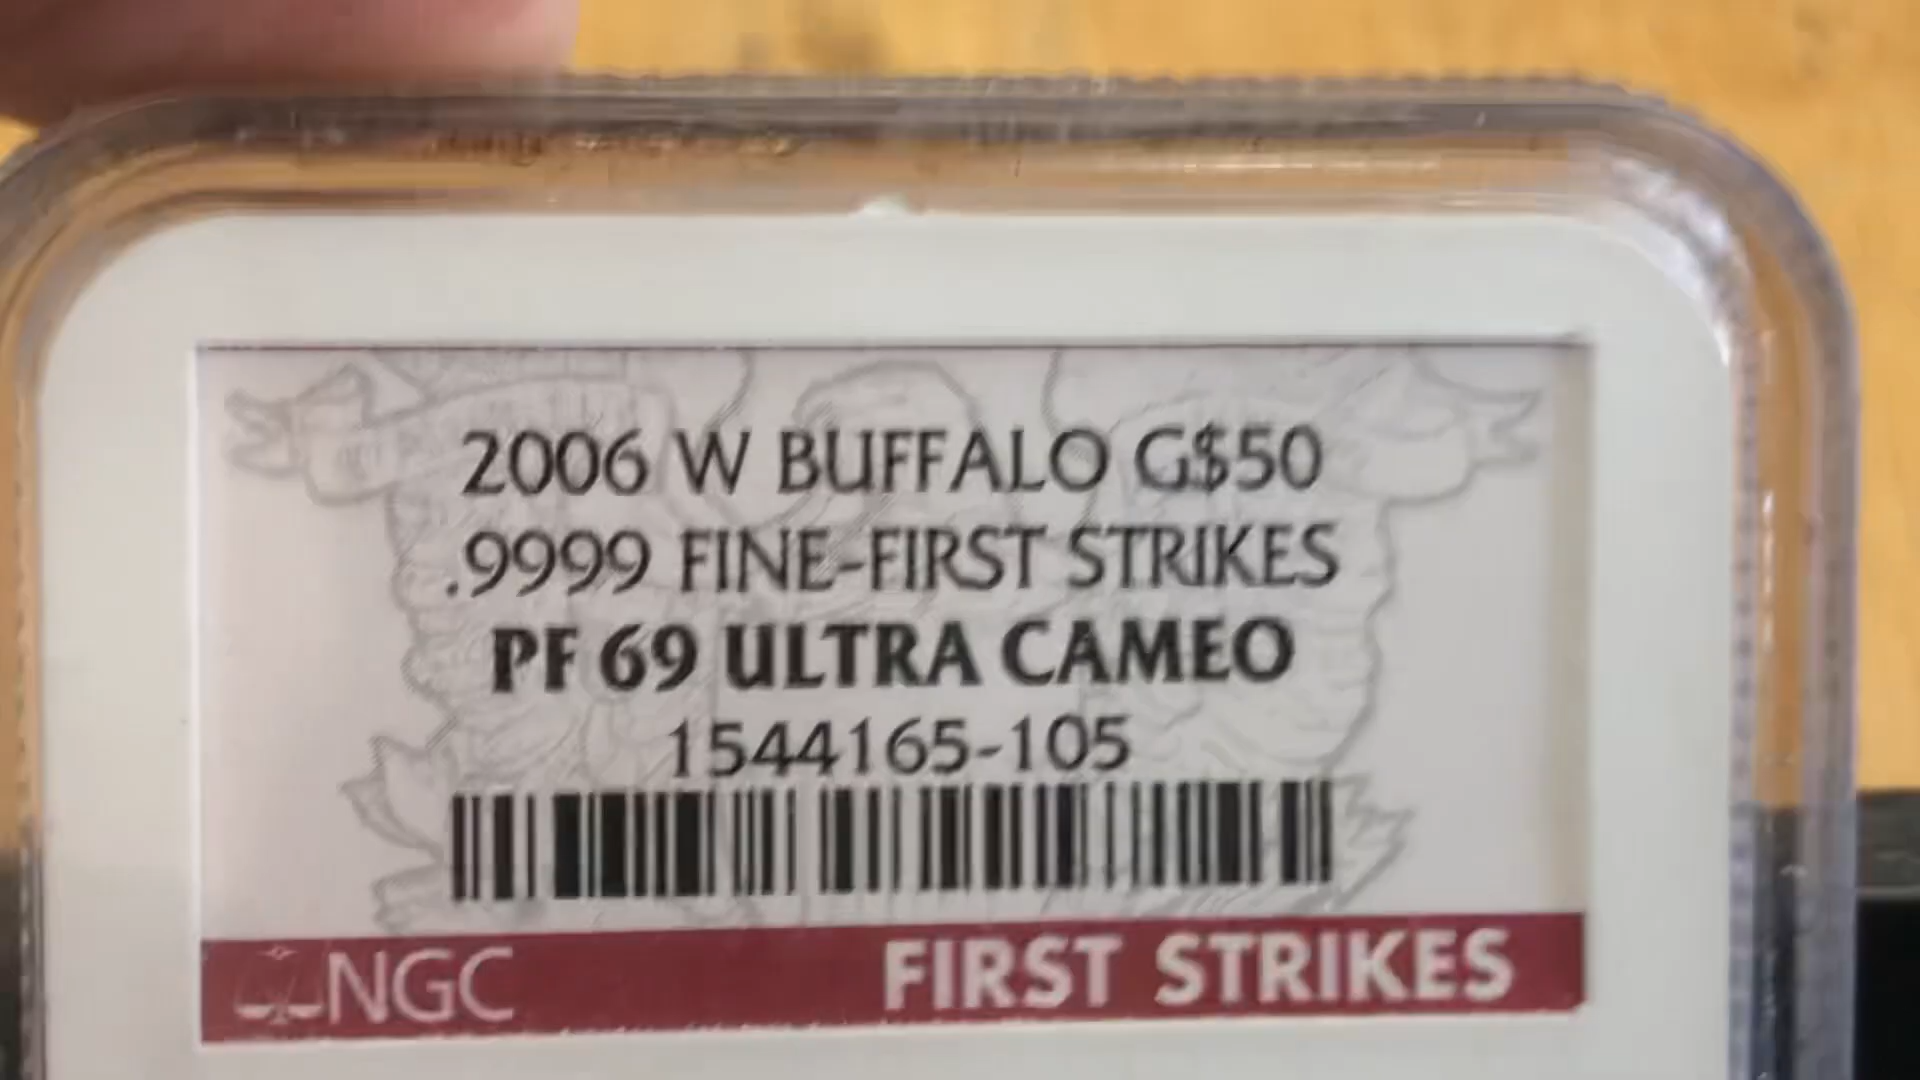 2006 W BUFFALO G$50
.9999 FINE-FIRST STRIKES
PF 69 ULTRA CAMEO
1544165-105
NGC FIRST STRIKES